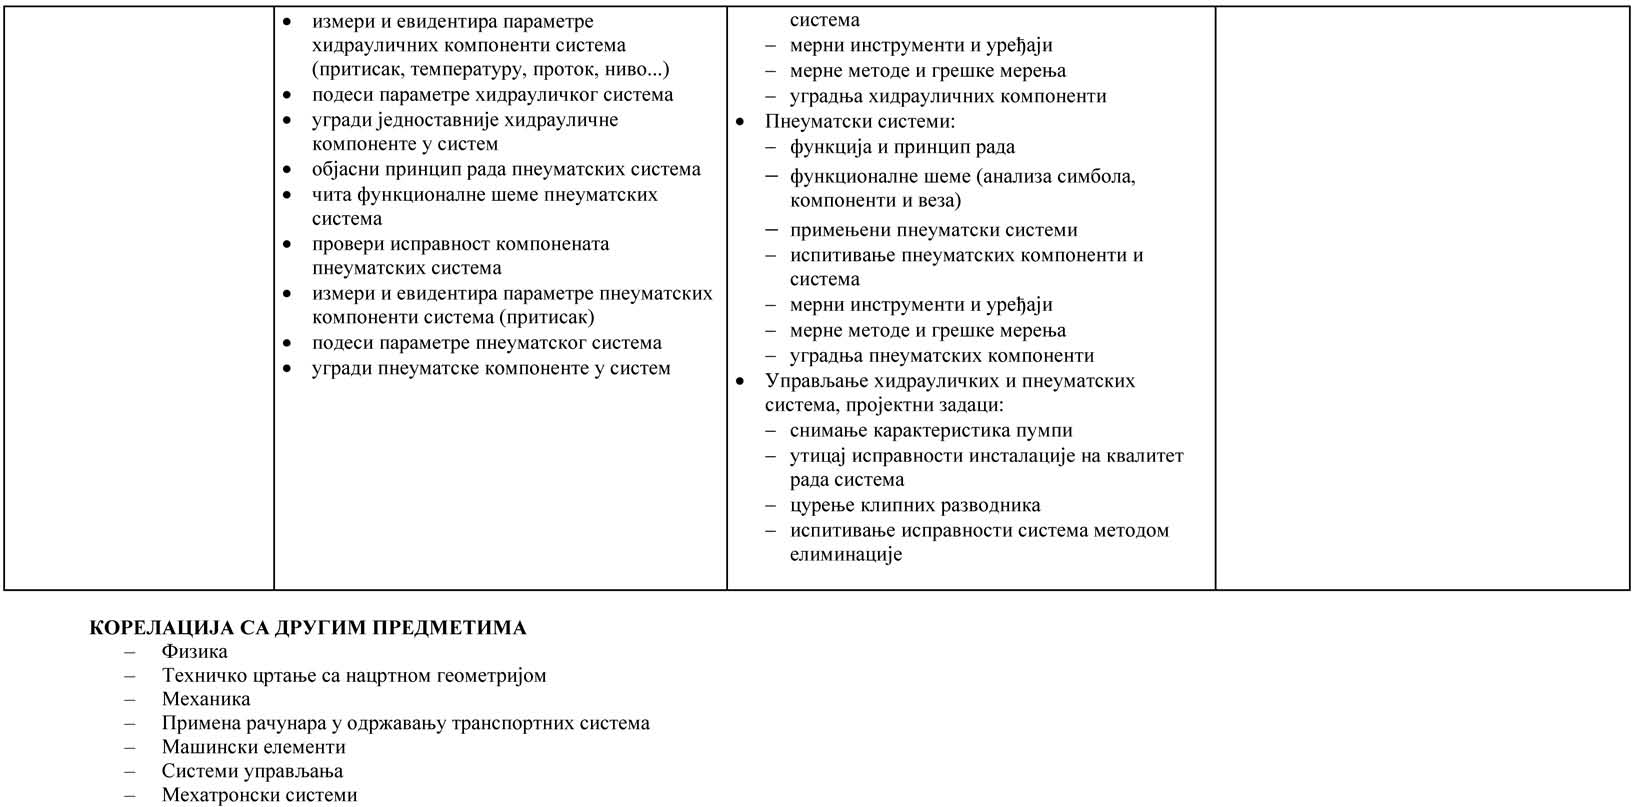 • измери и евидентира параметре
хидрауличних компоненти система
(притисак, температуру, проток, ниво...)
• подеси параметре хидрауличког система
• угради једноставније хидрауличне
компоненте у систем
• објасни принцип рада пнеуматских система
• чита функционалне шеме пнеуматских
система
• провери исправност компонената
пнеуматских система
• измери и евидентира параметре пнеуматских
компоненти система (притисак)
• подеси параметре пнеуматског система
• угради пнеуматске компоненте у систем
система
– мерни инструменти и уређаји
– мерне методе и грешке мерења
– уградња хидрауличних компоненти
• Пнеуматски системи:
– функција и принцип рада
– функционалне шеме (анализа симбола,
компоненти и веза)
– примењени пнеуматски системи
– испитивање пнеуматских компоненти и
система
– мерни инструменти и уређаји
– мерне методе и грешке мерења
– уградња пнеуматских компоненти
• Управљање хидрауличких и пнеуматских
система, пројектни задаци:
– снимање карактеристика пумпи
– утицај исправности инсталације на квалитет
рада система
– цурење клипних разводника
– испитивање исправности система методом
елиминације
КОРЕЛАЦИЈА СА ДРУГИМ ПРЕДМЕТИМА
– Физика
– Техничко цртање са нацртном геометријом
– Механика
– Примена рачунара у одржавању транспортних система
– Машински елементи
– Системи управљања
– Мехатронски системи